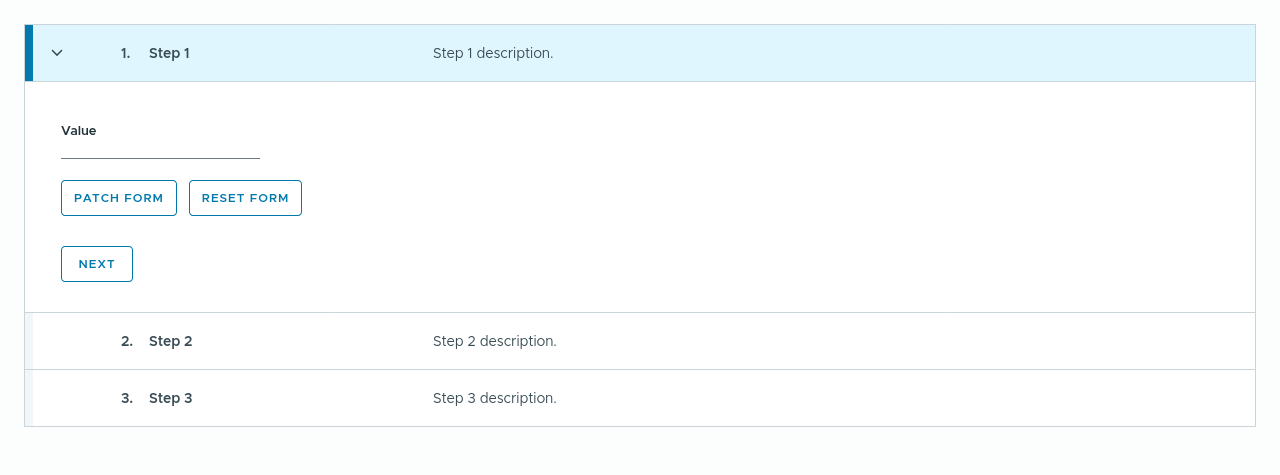 1. Step 1 Step 1 description.
Value
PATCH FORM RESET FORM
NEXT
2. Step 2 Step 2 description.
3. Step 3 Step 3 description.